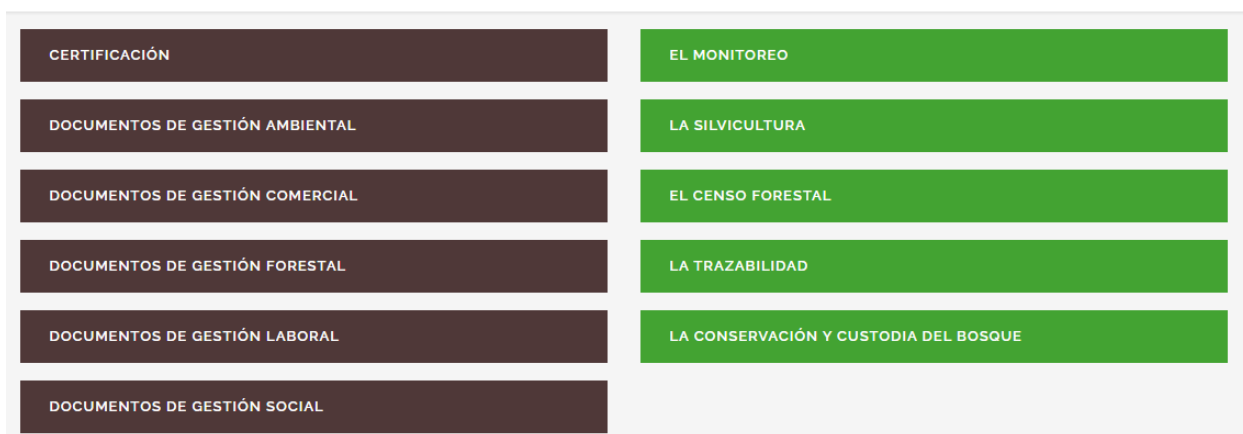 CERTIFICACIÓN
DOCUMENTOS DE GESTIÓN AMBIENTAL
DOCUMENTOS DE GESTIÓN COMERCIAL
DOCUMENTOS DE GESTIÓN FORESTAL
DOCUMENTOS DE GESTIÓN LABORAL
DOCUMENTOS DE GESTIÓN SOCIAL
EL MONITOREO
LA SILVICULTURA
EL CENSO FORESTAL
LA TRAZABILIDAD
LA CONSERVACIÓN Y CUSTODIA DEL BOSQUE